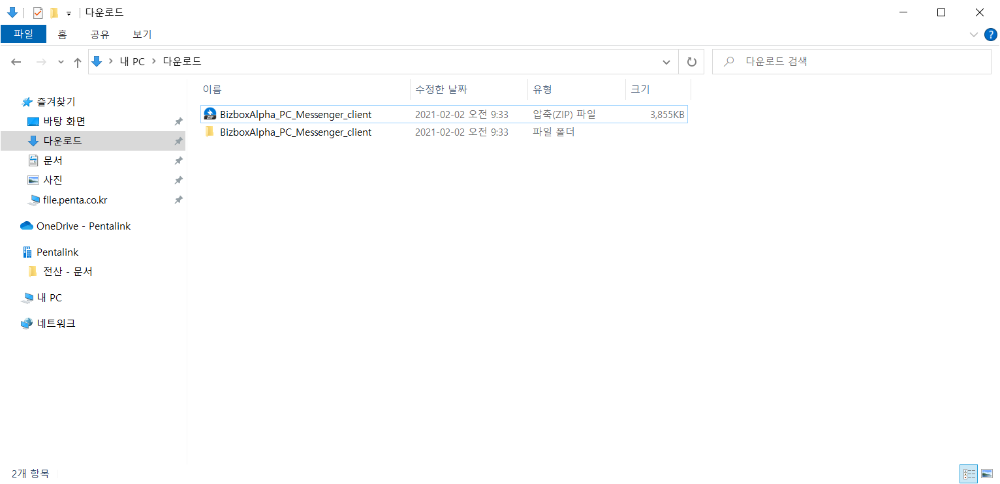 다운로드
파일 홈 공유 보기
내 PC 다운로드 다운로드 검색
이름 수정한 날짜 유형 크기
BizboxAlpha_PC_Messenger_client 2021-02-02 오전 9:33 압축(ZIP) 파일 3,855KB
BizboxAlpha_PC_Messenger_client 2021-02-02 오전 9:33 파일 폴더
즐겨찾기
바탕 화면
다운로드
문서
사진
file.penta.co.kr
OneDrive - Pentalink
Pentalink
전산 - 문서
내 PC
네트워크
2개 항목